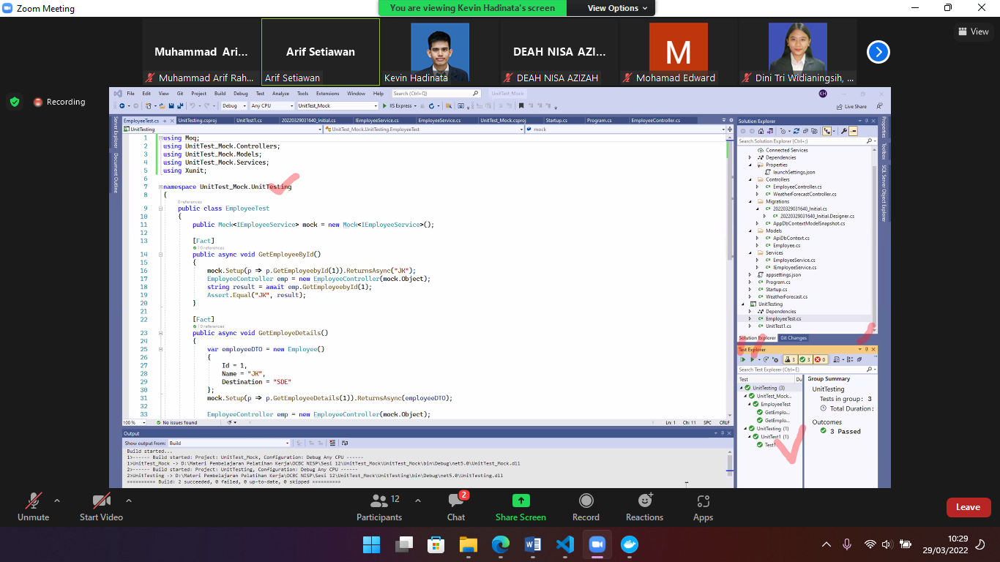 Zoom Meeting
You are viewing Kevin Hadinata's screen
View Options
View
Muhammad Ari...
Muhammad Arif Rah...
Arif Setiawan
Arif Setiawan
Kevin Hadinata
DEAH NISA AZI...
DEAH NISA AZIZAH
M
Mohamad Edward
Dini Tri Widianingsih, ...
Recording
File Edit View Git Project Build Debug Test Analyze Tools Extensions Window Help Search (Ctrl+Q) UnitTest_Mock KH
Debug Any CPU UnitTest_Mock IIS Express Live Share
EmployeeTest.cs UnitTesting.csproj UnitTest1.cs 20220329031640_Initial.cs IEmployeeService.cs EmployeeService.cs UnitTest_Mock.csproj Startup.cs Program.cs EmployeeController.cs
UnitTesting UnitTest_Mock.UnitTesting.EmployeeTest mock
Server Explorer
Document Outline
1 using Moq;
2 using UnitTest_Mock.Controllers;
3 using UnitTest_Mock.Models;
4 using UnitTest_Mock.Services;
5 using Xunit;
6
7 namespace UnitTest_Mock.UnitTesting
8 {
0 references
9 public class EmployeeTest
10 {
11 public Mock<IEmployeeService> mock = new Mock<IEmployeeService>();
12
13 [Fact]
0 references
14 public async void GetEmployeeById()
15 {
16 mock.Setup(p => p.GetEmployeebyId(1)).ReturnsAsync("JK");
17 EmployeeController emp = new EmployeeController(mock.Object);
18 string result = await emp.GetEmployeebyId(1);
19 Assert.Equal("JK", result);
20 }
21
22 [Fact]
0 references
23 public async void GetEmployeDetails()
24 {
25 var employeeDTO = new Employee()
26 {
27 Id = 1,
28 Name = "JK",
29 Destination = "SDE"
30 };
31 mock.Setup(p => p.GetEmployeeDetails(1)).ReturnsAsync(employeeDTO);
32
33 EmployeeController emp = new EmployeeController(mock.Object);
100 % No issues found Ln: 1 Ch: 11 SPC CRLF
Output
Show output from: Build
Build started...
1>------ Build started: Project: UnitTest_Mock, Configuration: Debug Any CPU ------
1>UnitTest_Mock -> D:\Materi Pembelajaran Pelatihan Kerja\OCBC NISP\Sesi 12\UnitTest_Mock\UnitTest_Mock\bin\Debug\net5.0\UnitTest_Mock.dll
2>------ Build started: Project: UnitTesting, Configuration: Debug Any CPU ------
2>UnitTesting -> D:\Materi Pembelajaran Pelatihan Kerja\OCBC NISP\Sesi 12\UnitTest_Mock\UnitTesting\bin\Debug\net5.0\UnitTesting.dll
========== Build: 2 succeeded, 0 failed, 0 up-to-date, 0 skipped ==========
Solution Explorer
Search Solution Explorer (Ctrl+;)
Connected Services
Dependencies
Properties
launchSettings.json
Controllers
EmployeeController.cs
WeatherForecastController.cs
Migrations
20220329031640_Initial.cs
20220329031640_Initial.Designer.cs
AppDbContextModelSnapshot.cs
Models
ApiDbContext.cs
Employee.cs
Services
EmployeeService.cs
IEmployeeService.cs
appsettings.json
Program.cs
Startup.cs
WeatherForecast.cs
UnitTesting
Dependencies
EmployeeTest.cs
UnitTest1.cs
Solution Explorer Git Changes
Test Explorer
3 3 0
Search Test Explorer (Ctrl+E)
Test Du
UnitTesting (3)
UnitTest_Mock...
EmployeeTest
GetEmplo...
GetEmplo...
UnitTesting (1)
UnitTest1 (1)
Test1
Group Summary
UnitTesting
Tests in group: 3
Total Duration:
Outcomes
3 Passed
Properties
Toolbox
SQL Server Object Explorer
Unmute
Start Video
12
Participants
2
Chat
Share Screen
Record
Reactions
Apps
Leave
10:29
29/03/2022